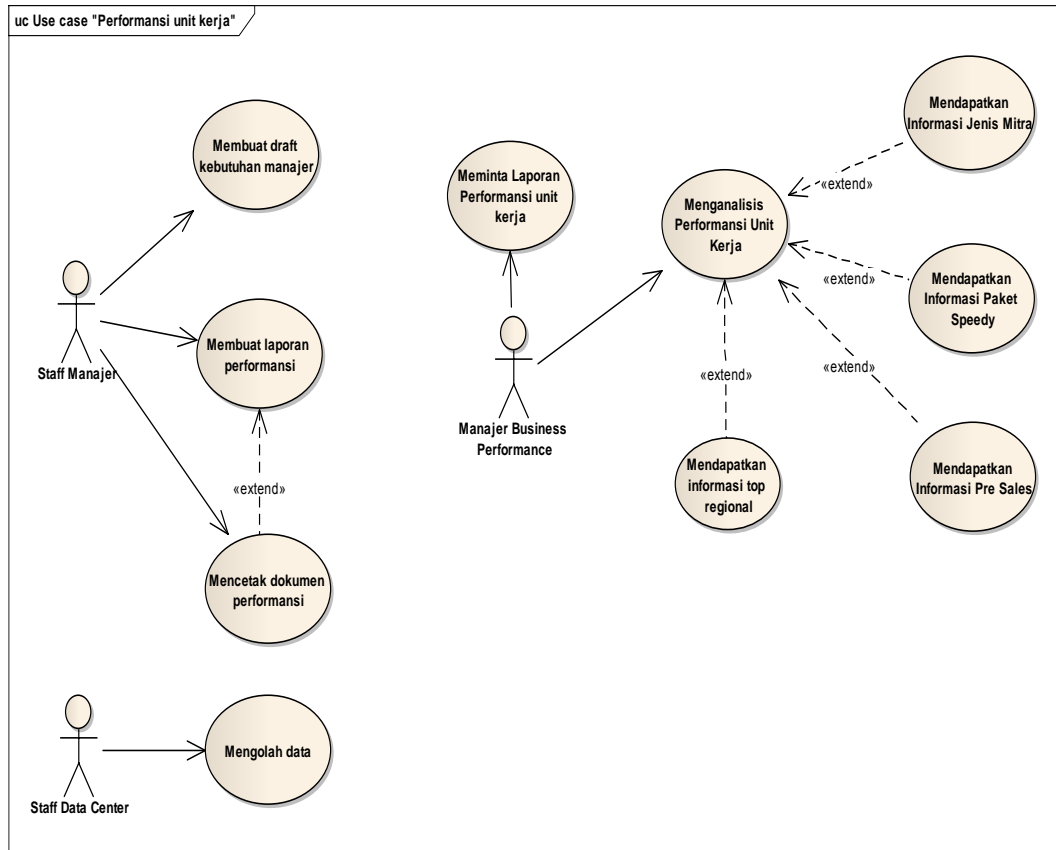 uc Use case "Performansi unit kerja"
Membuat draft
kebutuhan manajer
Staff Manajer
Membuat laporan
performansi
«extend»
Mencetak dokumen
performansi
Staff Data Center
Mengolah data
Meminta Laporan
Performansi unit
kerja
Manajer Business
Performance
Menganalisis
Performansi Unit
Kerja
Mendapatkan
Informasi Jenis Mitra
«extend»
Mendapatkan
Informasi Paket
Speedy
«extend»
Mendapatkan
Informasi Pre Sales
«extend»
Mendapatkan
informasi top
regional
«extend»